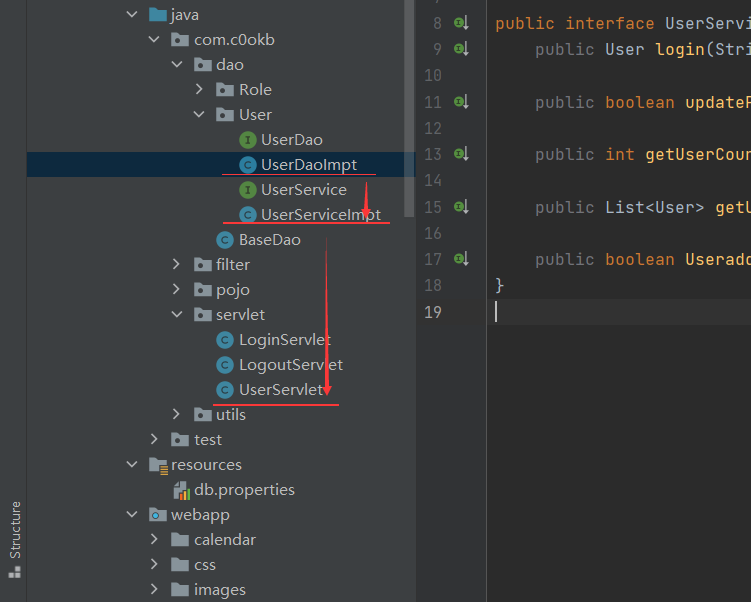 java
com.c0okb
dao
Role
User
UserDao
UserDaoImpt
UserService
UserServiceImpt
BaseDao
filter
pojo
servlet
LoginServlet
LogoutServlet
UserServlet
utils
test
resources
db.properties
webapp
calendar
css
images
Structure
8 public interface UserServi
9 public User login(Stri
10
11 public boolean updateP
12
13 public int getUserCoun
14
15 public List<User> getU
16
17 public boolean Useradd
18 }
19